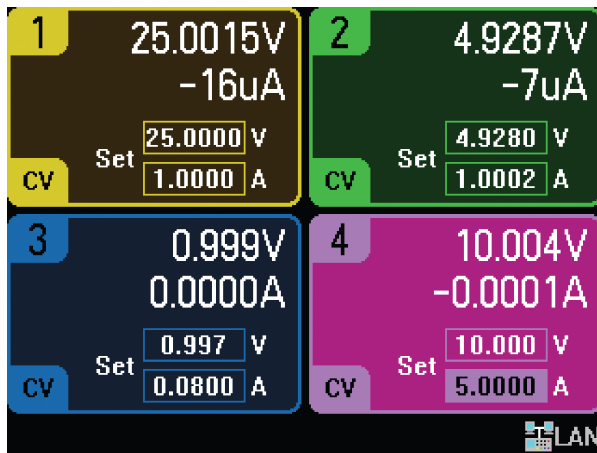 1 25.0015V
-16uA
Set 25.0000 V
1.0000 A
CV
2 4.9287V
-7uA
Set 4.9280 V
1.0002 A
CV
3 0.999V
0.0000A
Set 0.997 V
0.0800 A
CV
4 10.004V
-0.0001A
Set 10.000 V
5.0000 A
CV
LAN